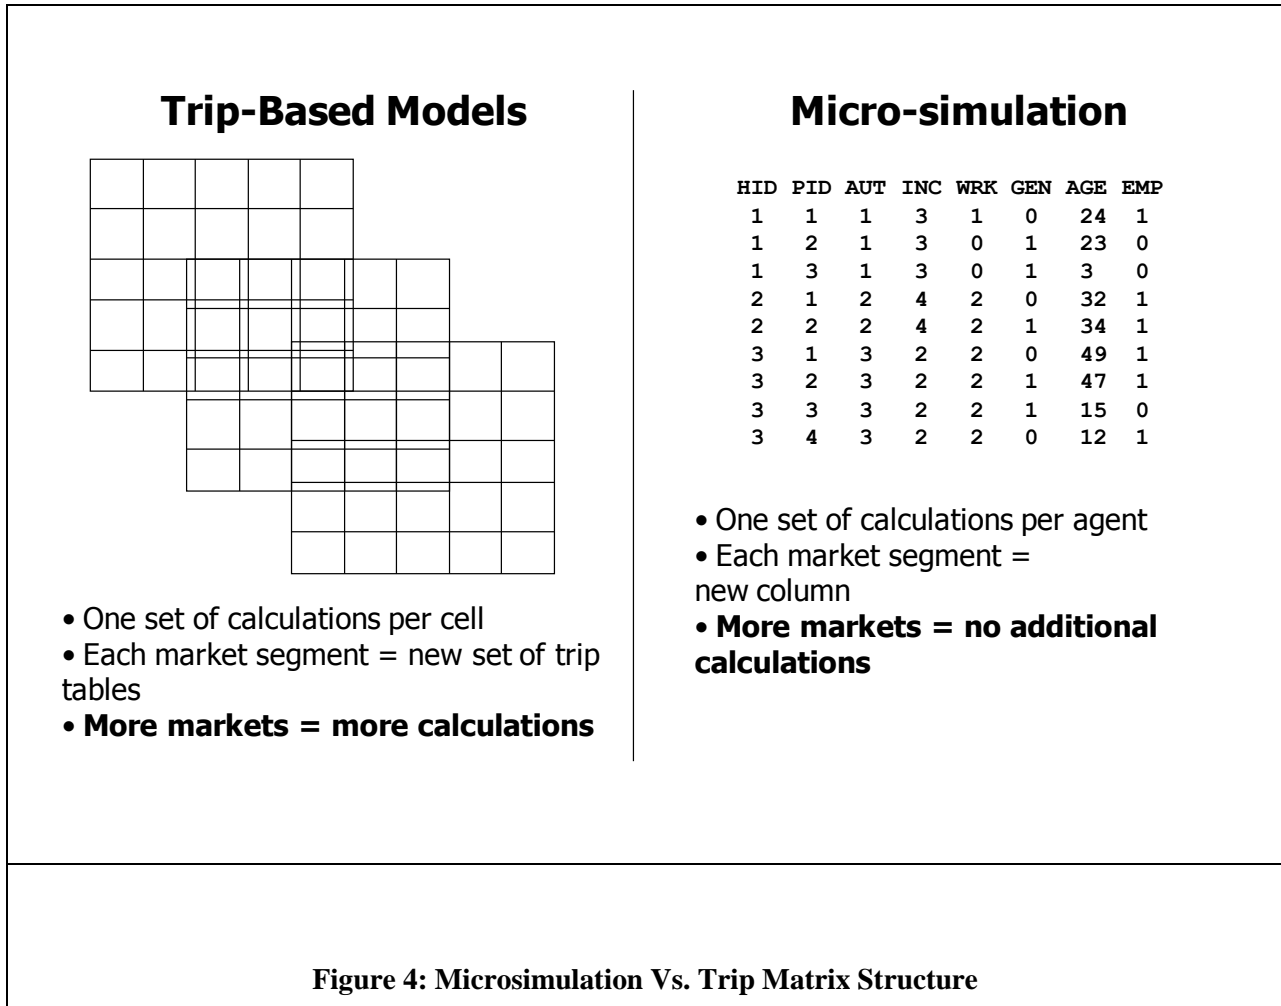 Trip-Based Models
• One set of calculations per cell
• Each market segment = new set of trip
tables
• More markets = more calculations
Micro-simulation
HID PID AUT INC WRK GEN AGE EMP
1 1 1 3 1 0 24 1
1 2 1 3 0 1 23 0
1 3 1 3 0 1 3 0
2 1 2 4 2 0 32 1
2 2 2 4 2 1 34 1
3 1 3 2 2 0 49 1
3 2 3 2 2 1 47 1
3 3 3 2 2 1 15 0
3 4 3 2 2 0 12 1
• One set of calculations per agent
• Each market segment =
new column
• More markets = no additional
calculations
Figure 4: Microsimulation Vs. Trip Matrix Structure